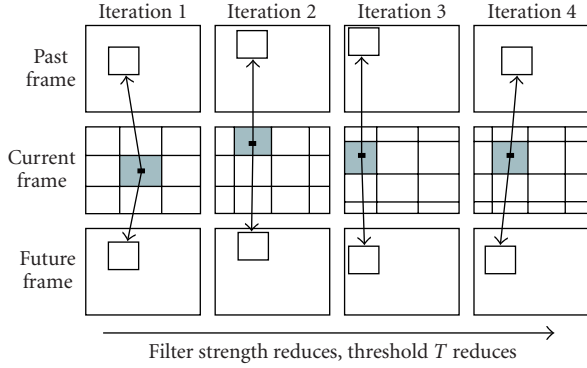 Iteration 1 Iteration 2 Iteration 3 Iteration 4
Past
frame
Current
frame
Future
frame
Filter strength reduces, threshold T reduces